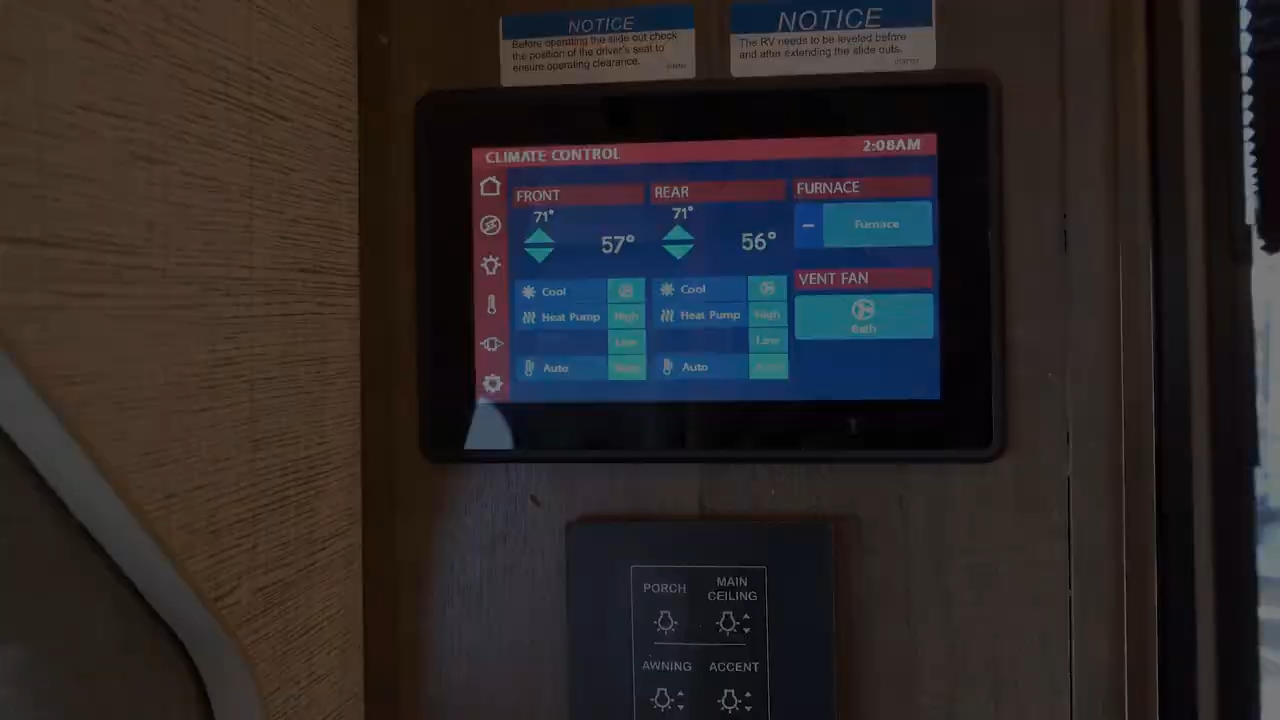 NOTICE
Before operating the slide out check
the position of the driver's seat to
ensure operating clearance.
NOTICE
The RV needs to be leveled before
and after extending the slide outs.
CLIMATE CONTROL
2:08AM
FRONT
71°
57°
Cool
Heat Pump
High
Low
Auto
REAR
71°
56°
Cool
Heat Pump
High
Low
Auto
FURNACE
Furnace
VENT FAN
Bath
PORCH
MAIN
CEILING
AWNING
ACCENT